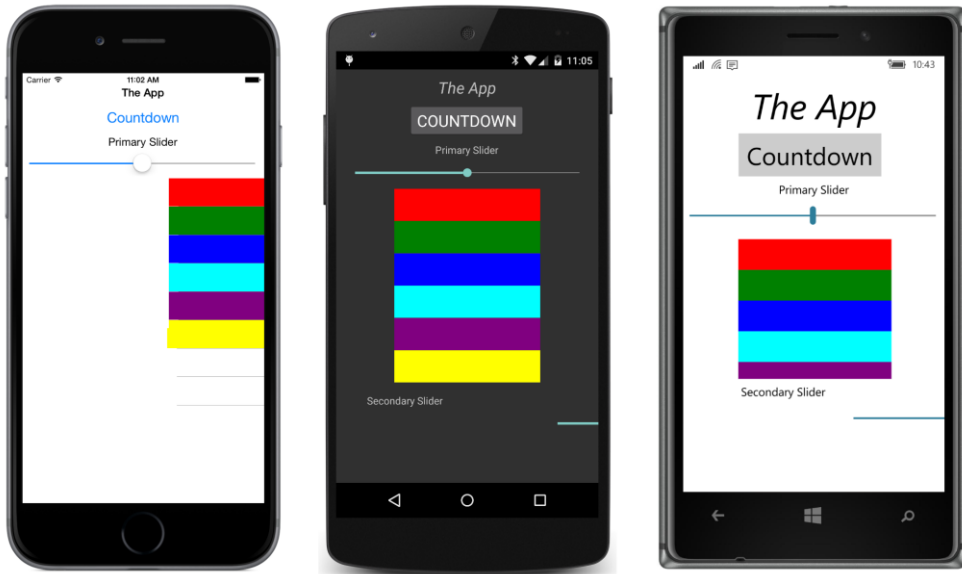 Carrier 11:02 AM
The App
Countdown
Primary Slider
11:05
The App
COUNTDOWN
Primary Slider
Secondary Slider
10:43
The App
Countdown
Primary Slider
Secondary Slider